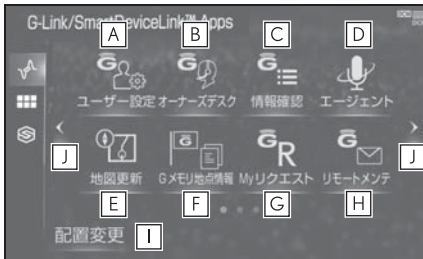 G-Link/SmartDeviceLink™ Apps
A B C D
ユーザー設定 オーナーズデスク 情報確認 エージェント
J J
地図更新 Gメモリ地点情報 Myリクエスト リモートメンテ
E F G H
配置変更 I